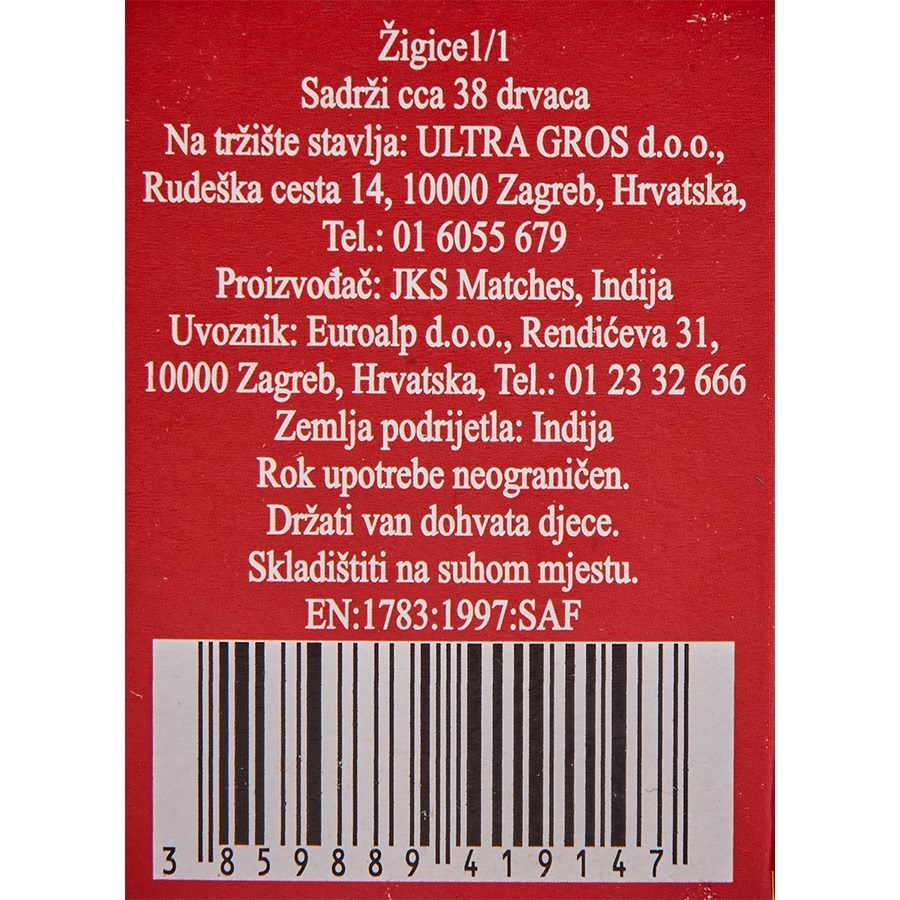 Žigice1/1
Sadrži cca 38 drvaca
Na tržište stavlja: ULTRA GROS d.o.o.,
Rudeška cesta 14, 10000 Zagreb, Hrvatska,
Tel.: 01 6055 679
Proizvođač: JKS Matches, Indija
Uvoznik: Euroalp d.o.o., Rendićeva 31,
10000 Zagreb, Hrvatska, Tel.: 01 23 32 666
Zemlja podrijetla: Indija
Rok upotrebe neograničen.
Držati van dohvata djece.
Skladištiti na suhom mjestu.
EN:1783:1997:SAF
3 859889 419147